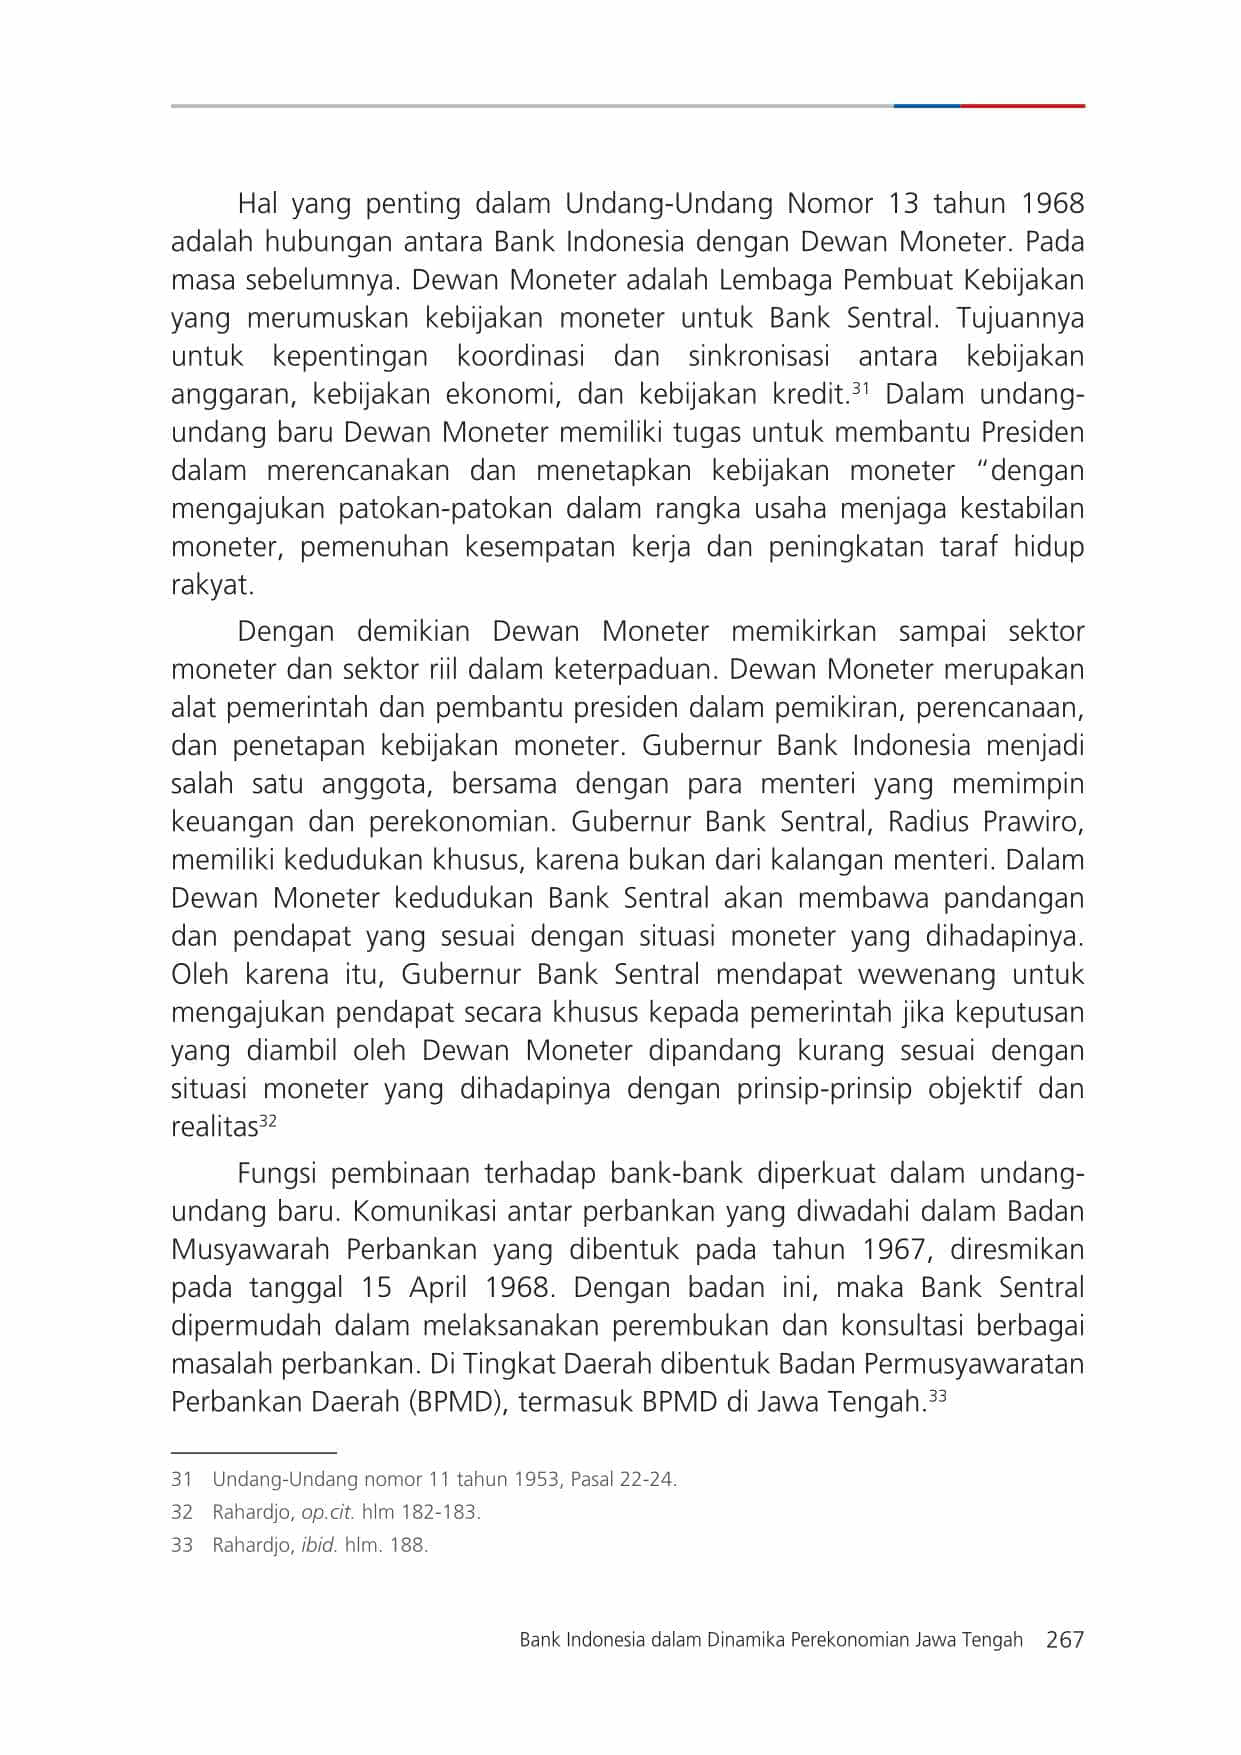 Hal yang penting dalam Undang-Undang Nomor 13 tahun 1968
adalah hubungan antara Bank Indonesia dengan Dewan Moneter. Pada
masa sebelumnya. Dewan Moneter adalah Lembaga Pembuat Kebijakan
yang merumuskan kebijakan moneter untuk Bank Sentral. Tujuannya
untuk kepentingan koordinasi dan sinkronisasi antara kebijakan
anggaran, kebijakan ekonomi, dan kebijakan kredit.³¹ Dalam undang-
undang baru Dewan Moneter memiliki tugas untuk membantu Presiden
dalam merencanakan dan menetapkan kebijakan moneter “dengan
mengajukan patokan-patokan dalam rangka usaha menjaga kestabilan
moneter, pemenuhan kesempatan kerja dan peningkatan taraf hidup
rakyat.
Dengan demikian Dewan Moneter memikirkan sampai sektor
moneter dan sektor riil dalam keterpaduan. Dewan Moneter merupakan
alat pemerintah dan pembantu presiden dalam pemikiran, perencanaan,
dan penetapan kebijakan moneter. Gubernur Bank Indonesia menjadi
salah satu anggota, bersama dengan para menteri yang memimpin
keuangan dan perekonomian. Gubernur Bank Sentral, Radius Prawiro,
memiliki kedudukan khusus, karena bukan dari kalangan menteri. Dalam
Dewan Moneter kedudukan Bank Sentral akan membawa pandangan
dan pendapat yang sesuai dengan situasi moneter yang dihadapinya.
Oleh karena itu, Gubernur Bank Sentral mendapat wewenang untuk
mengajukan pendapat secara khusus kepada pemerintah jika keputusan
yang diambil oleh Dewan Moneter dipandang kurang sesuai dengan
situasi moneter yang dihadapinya dengan prinsip-prinsip objektif dan
realitas³²
Fungsi pembinaan terhadap bank-bank diperkuat dalam undang-
undang baru. Komunikasi antar perbankan yang diwadahi dalam Badan
Musyawarah Perbankan yang dibentuk pada tahun 1967, diresmikan
pada tanggal 15 April 1968. Dengan badan ini, maka Bank Sentral
dipermudah dalam melaksanakan perembukan dan konsultasi berbagai
masalah perbankan. Di Tingkat Daerah dibentuk Badan Permusyawaratan
Perbankan Daerah (BPMD), termasuk BPMD di Jawa Tengah.³³
31 Undang-Undang nomor 11 tahun 1953, Pasal 22-24.
32 Rahardjo, op.cit. hlm 182-183.
33 Rahardjo, ibid. hlm. 188.
Bank Indonesia dalam Dinamika Perekonomian Jawa Tengah 267